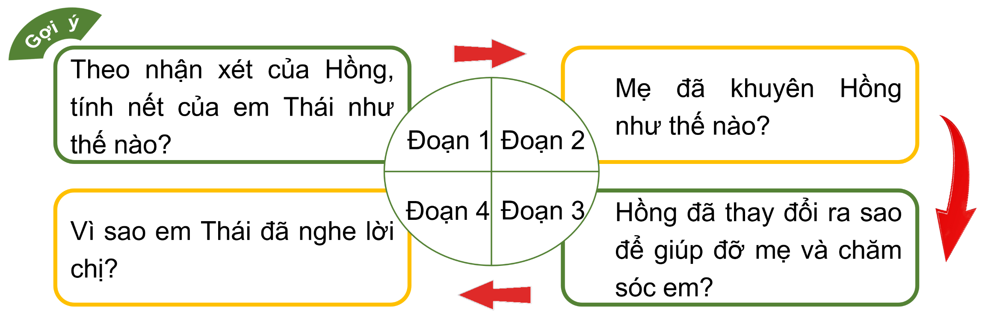 Gợi ý
Theo nhận xét của Hồng,
tính nết của em Thái như
thế nào?
Mẹ đã khuyên Hồng
như thế nào?
Đoạn 1
Đoạn 2
Đoạn 4
Đoạn 3
Vì sao em Thái đã nghe lời
chị?
Hồng đã thay đổi ra sao
để giúp đỡ mẹ và chăm
sóc em?